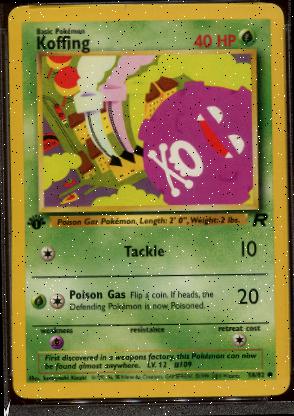 Basic Pokémon
Koffing 40 HP
Poison Gas Pokémon, Length: 2' 0", Weight: 2 lbs.
Tackle 10
Poison Gas Flip a coin. If heads, the 20
Defending Pokémon is now Poisoned.
weakness resistance retreat cost
First discovered in a weapons factory, this Pokémon can now
be found almost anywhere. LV. 12 #109
58/82